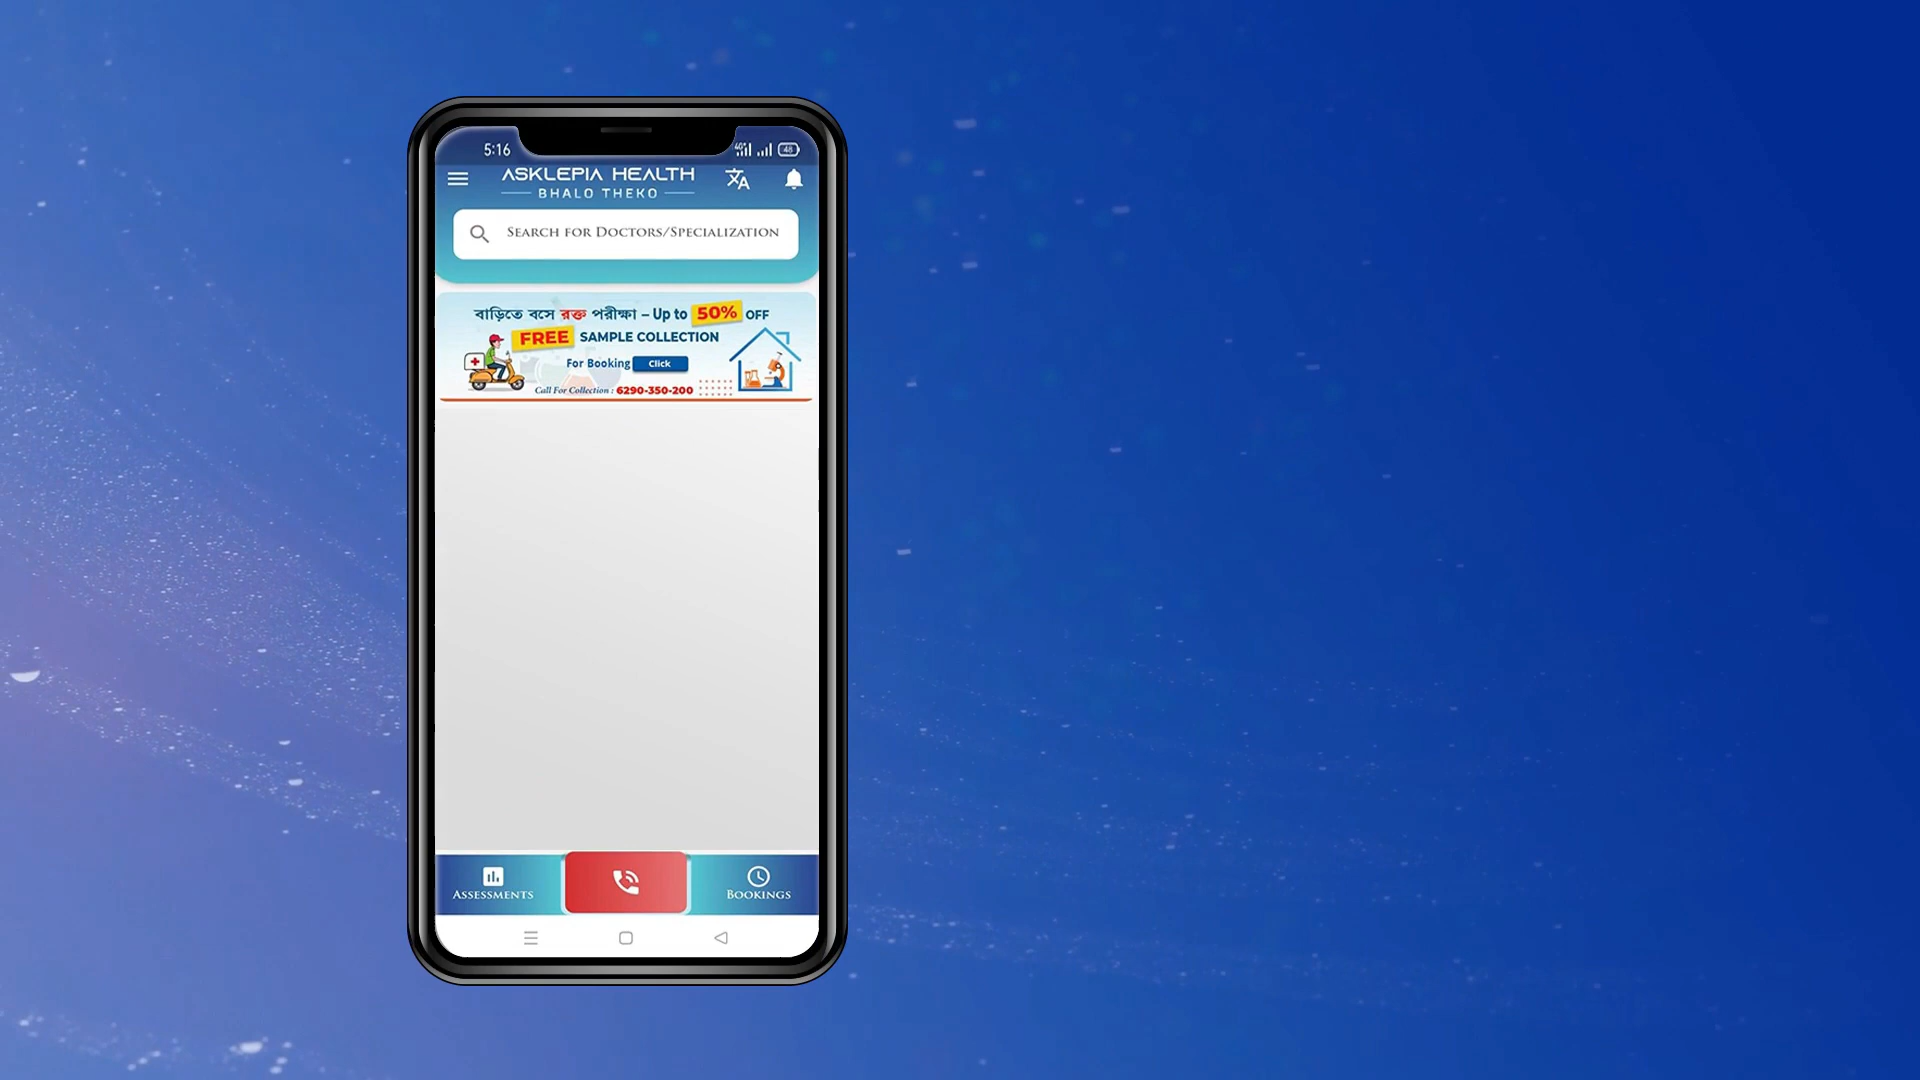 5:16
48
ASKLEPIA HEALTH
BHALO THEKO
SEARCH FOR DOCTORS/SPECIALIZATION
বাড়িতে বসে রক্ত পরীক্ষা – Up to 50% OFF
FREE SAMPLE COLLECTION
For Booking Click
Call For Collection : 6290-350-200
ASSESSMENTS
BOOKINGS